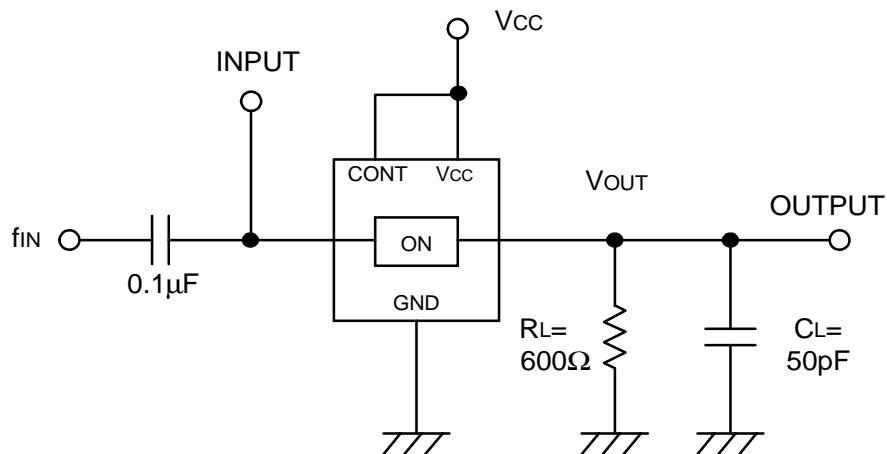 VCC
INPUT
CONT
VCC
VOUT
OUTPUT
fIN
ON
0.1μF
GND
RL=
600Ω
CL=
50pF